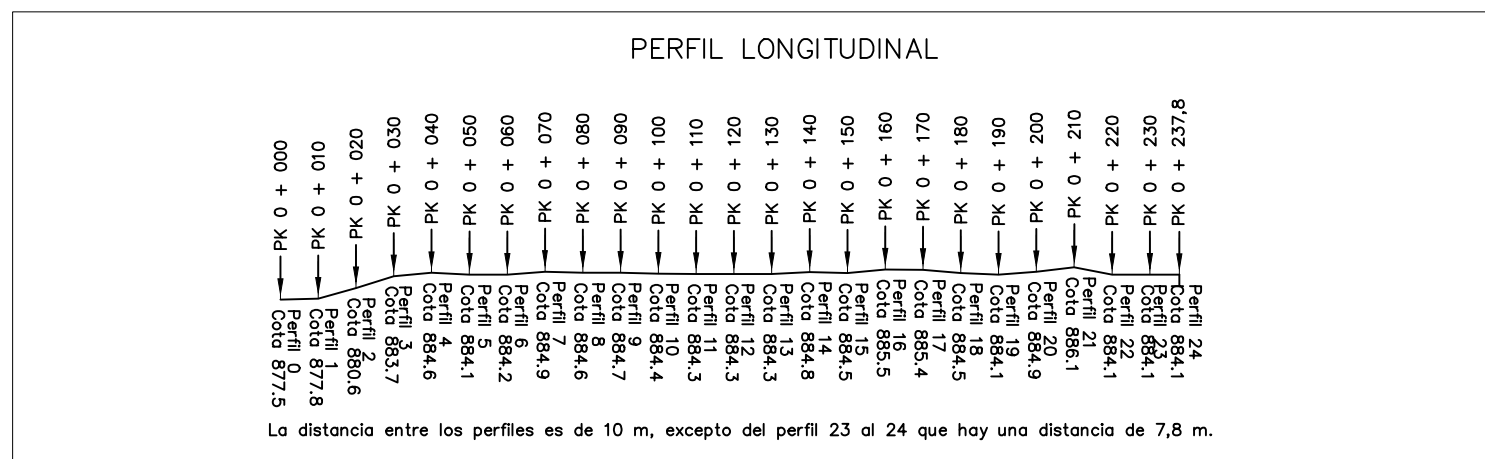 PERFIL LONGITUDINAL
PK 0 + 000
PK 0 + 010
PK 0 + 020
PK 0 + 030
PK 0 + 040
PK 0 + 050
PK 0 + 060
PK 0 + 070
PK 0 + 080
PK 0 + 090
PK 0 + 100
PK 0 + 110
PK 0 + 120
PK 0 + 130
PK 0 + 140
PK 0 + 150
PK 0 + 160
PK 0 + 170
PK 0 + 180
PK 0 + 190
PK 0 + 200
PK 0 + 210
PK 0 + 220
PK 0 + 230
PK 0 + 237,8
Perfil 0
Cota 877.5
Perfil 1
Cota 877.8
Perfil 2
Cota 880.6
Perfil 3
Cota 883.7
Perfil 4
Cota 884.6
Perfil 5
Cota 884.1
Perfil 6
Cota 884.2
Perfil 7
Cota 884.9
Perfil 8
Cota 884.6
Perfil 9
Cota 884.7
Perfil 10
Cota 884.4
Perfil 11
Cota 884.3
Perfil 12
Cota 884.3
Perfil 13
Cota 884.3
Perfil 14
Cota 884.8
Perfil 15
Cota 884.5
Perfil 16
Cota 885.5
Perfil 17
Cota 885.4
Perfil 18
Cota 884.5
Perfil 19
Cota 884.1
Perfil 20
Cota 884.9
Perfil 21
Cota 886.1
Perfil 22
Cota 884.1
Perfil 23
Cota 884.1
Perfil 24
Cota 884.1
La distancia entre los perfiles es de 10 m, excepto del perfil 23 al 24 que hay una distancia de 7,8 m.